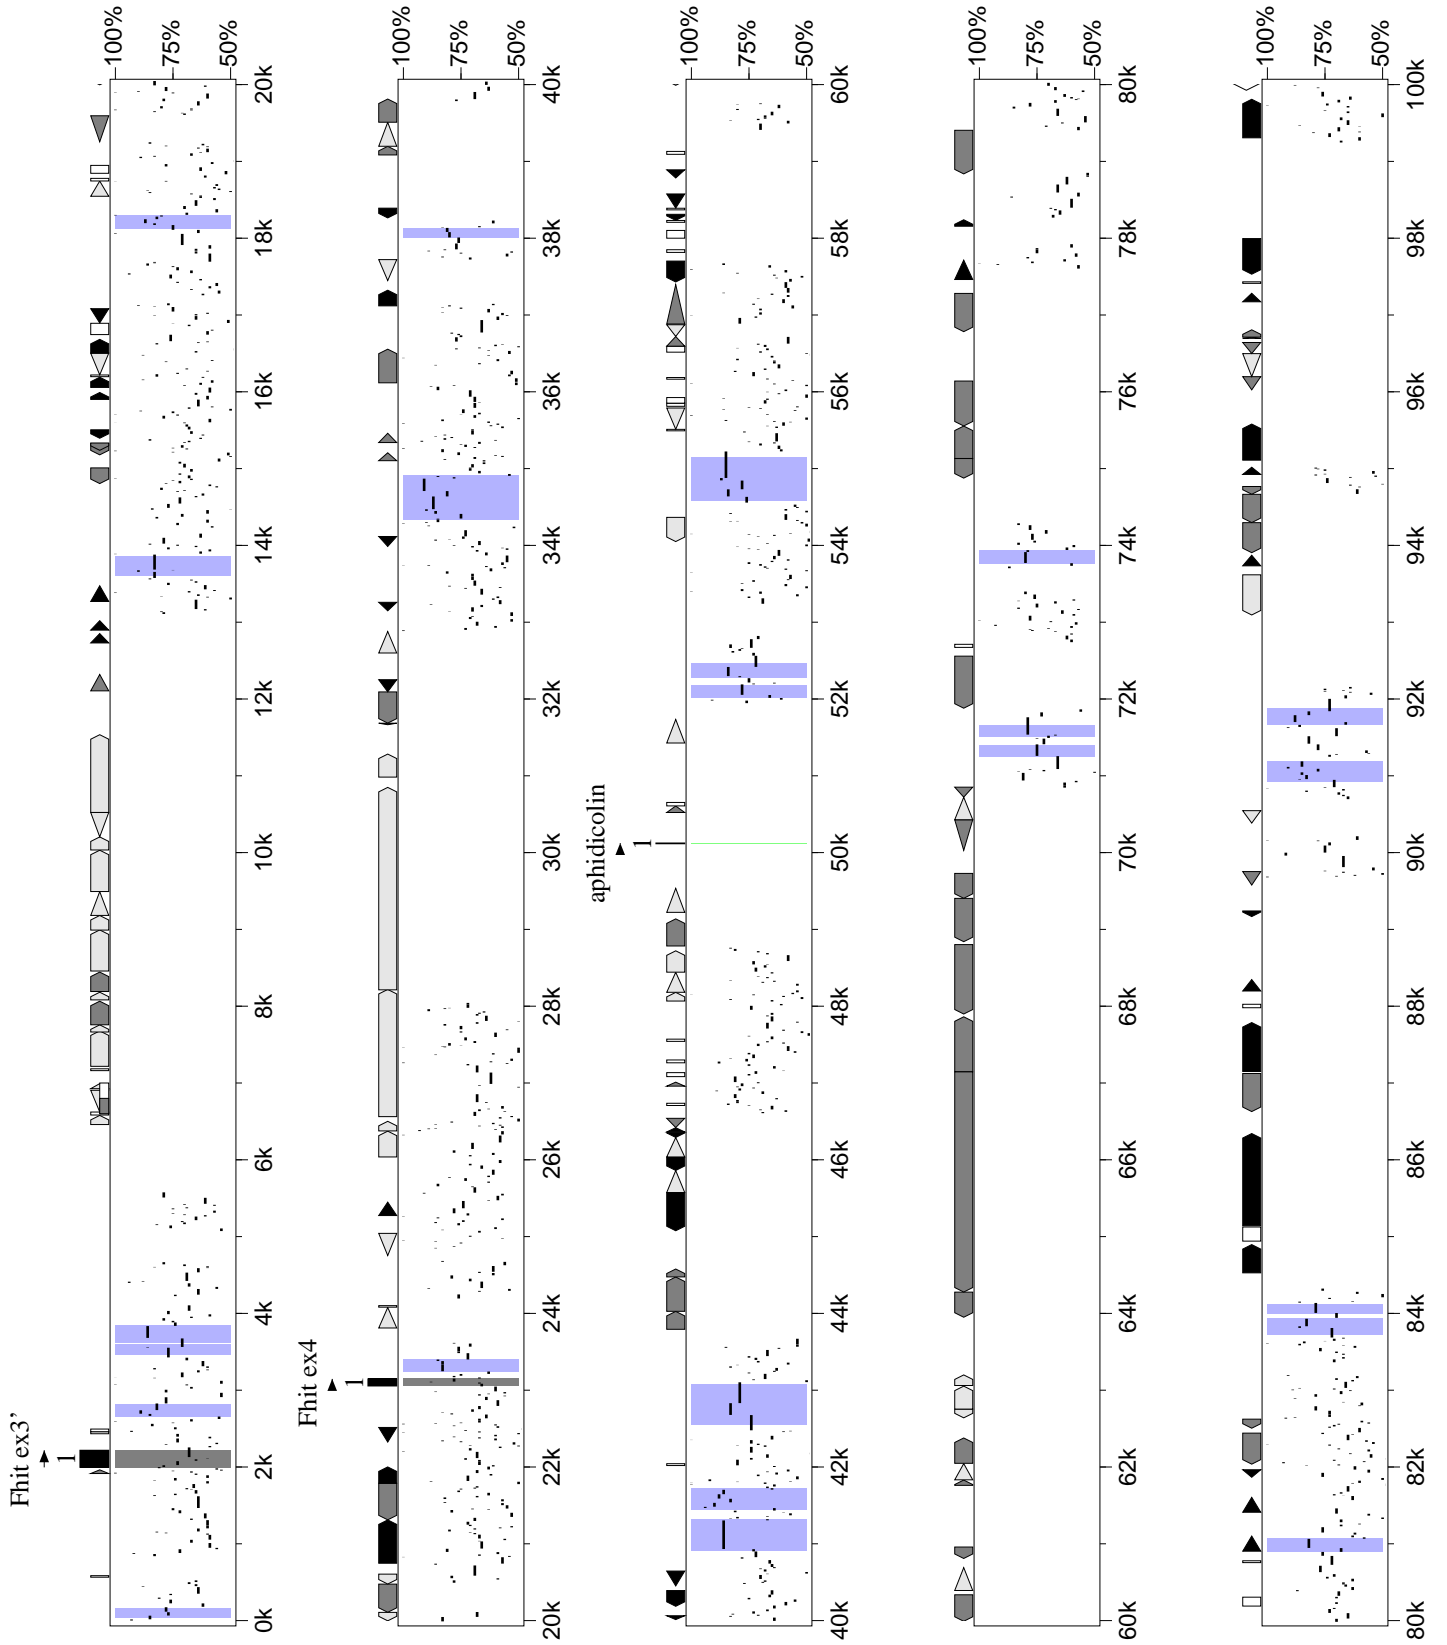 Fhit ex3'
1
100%
75%
50%
0k
2k
4k
6k
8k
10k
12k
14k
16k
18k
20k
Fhit ex4
1
100%
75%
50%
20k
22k
24k
26k
28k
30k
32k
34k
36k
38k
40k
aphidicolin
1
100%
75%
50%
40k
42k
44k
46k
48k
50k
52k
54k
56k
58k
60k
100%
75%
50%
60k
62k
64k
66k
68k
70k
72k
74k
76k
78k
80k
100%
75%
50%
80k
82k
84k
86k
88k
90k
92k
94k
96k
98k
100k